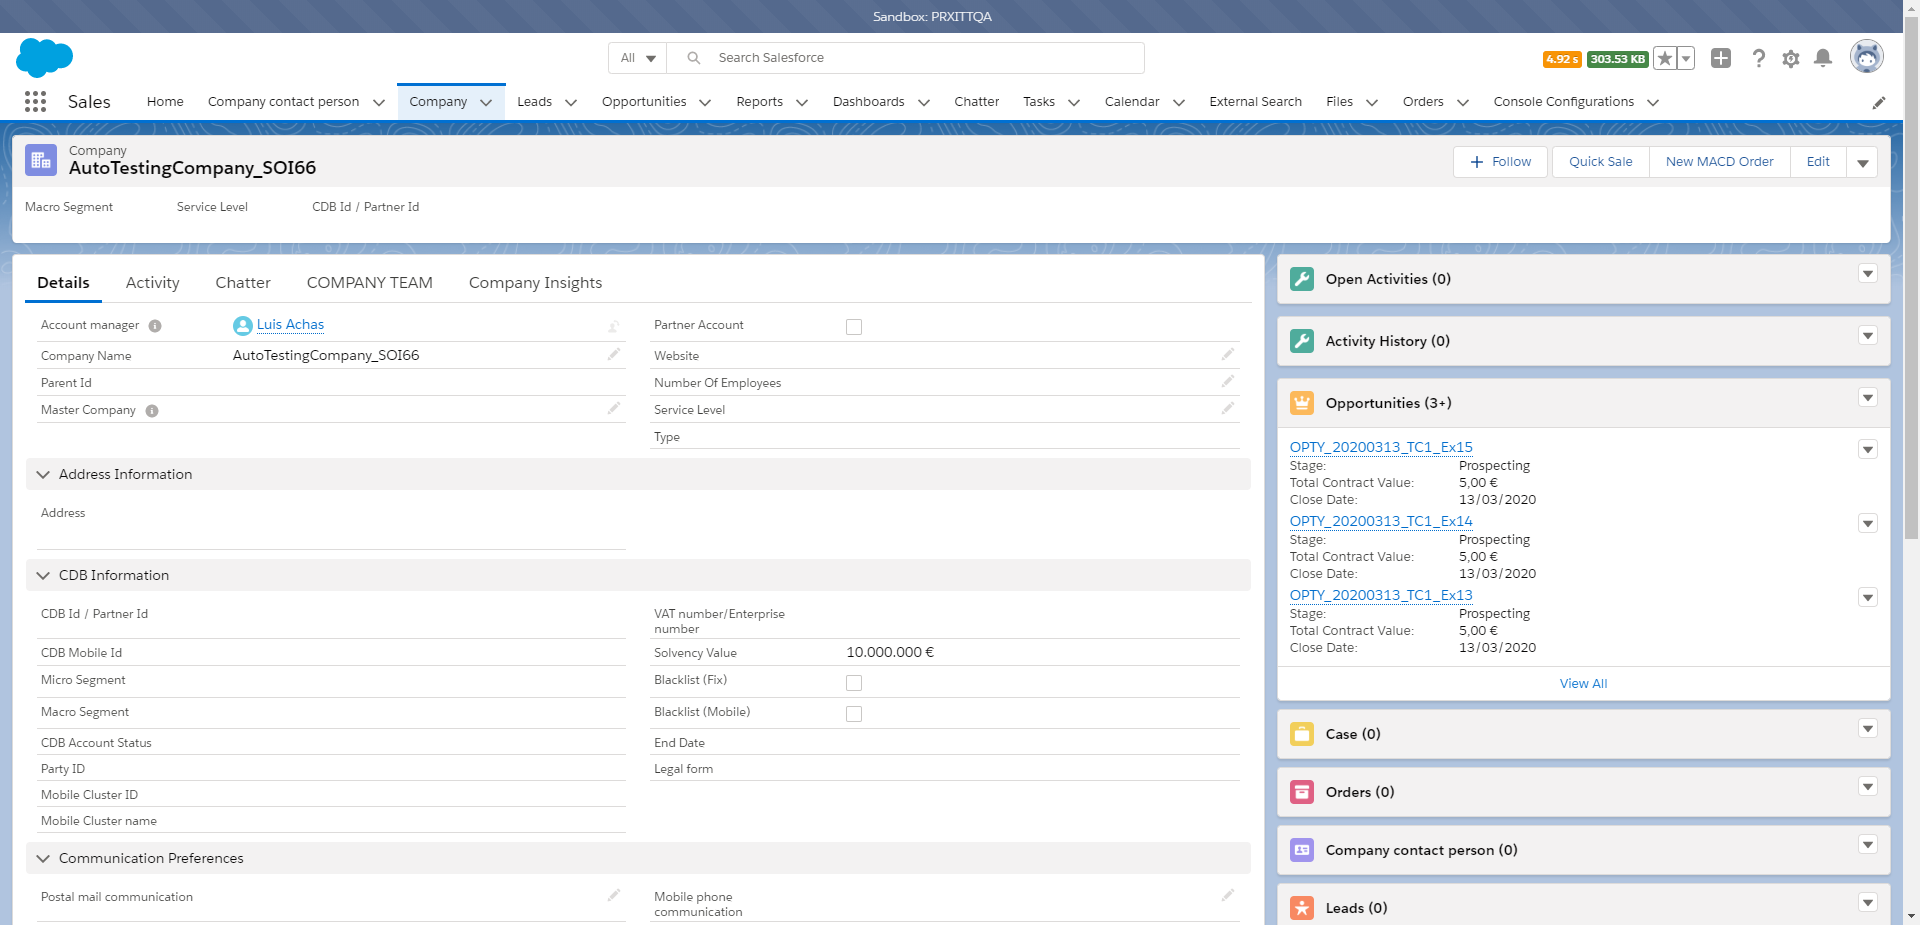 Sandbox: PRXITTQA
All
Search Salesforce
4.92 s
303.53 KB
Sales
Home
Company contact person
Company
Leads
Opportunities
Reports
Dashboards
Chatter
Tasks
Calendar
External Search
Files
Orders
Console Configurations
Company
AutoTestingCompany_SOI66
Follow
Quick Sale
New MACD Order
Edit
Macro Segment
Service Level
CDB Id / Partner Id
Details
Activity
Chatter
COMPANY TEAM
Company Insights
Account manager
Luis Achas
Company Name
AutoTestingCompany_SOI66
Parent Id
Master Company
Partner Account
Website
Number Of Employees
Service Level
Type
Address Information
Address
CDB Information
CDB Id / Partner Id
CDB Mobile Id
Micro Segment
Macro Segment
CDB Account Status
Party ID
Mobile Cluster ID
Mobile Cluster name
VAT number/Enterprise
number
Solvency Value
10.000.000 €
Blacklist (Fix)
Blacklist (Mobile)
End Date
Legal form
Communication Preferences
Postal mail communication
Mobile phone
communication
Open Activities (0)
Activity History (0)
Opportunities (3+)
OPTY_20200313_TC1_Ex15
Stage: Prospecting
Total Contract Value: 5,00 €
Close Date: 13/03/2020
OPTY_20200313_TC1_Ex14
Stage: Prospecting
Total Contract Value: 5,00 €
Close Date: 13/03/2020
OPTY_20200313_TC1_Ex13
Stage: Prospecting
Total Contract Value: 5,00 €
Close Date: 13/03/2020
View All
Case (0)
Orders (0)
Company contact person (0)
Leads (0)